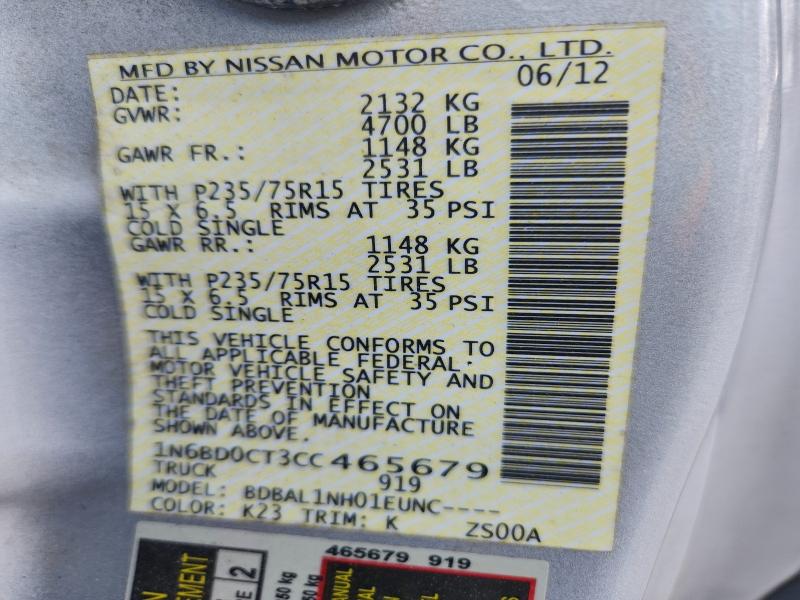 MFD BY NISSAN MOTOR CO., LTD.
DATE: 06/12
GVWR: 2132 KG
4700 LB
GAWR FR.: 1148 KG
2531 LB
WITH P235/75R15 TIRES
15 X 6.5 RIMS AT 35 PSI
COLD SINGLE
GAWR RR.: 1148 KG
2531 LB
WITH P235/75R15 TIRES
15 X 6.5 RIMS AT 35 PSI
COLD SINGLE
THIS VEHICLE CONFORMS TO
ALL APPLICABLE FEDERAL
MOTOR VEHICLE SAFETY AND
THEFT PREVENTION
STANDARDS IN EFFECT ON
THE DATE OF MANUFACTURE
SHOWN ABOVE.
1N6BD0CT3CC465679
TRUCK 919
MODEL: BDBAL1NH01EUNC----
COLOR: K23 TRIM: K ZS00A
465679 919
2